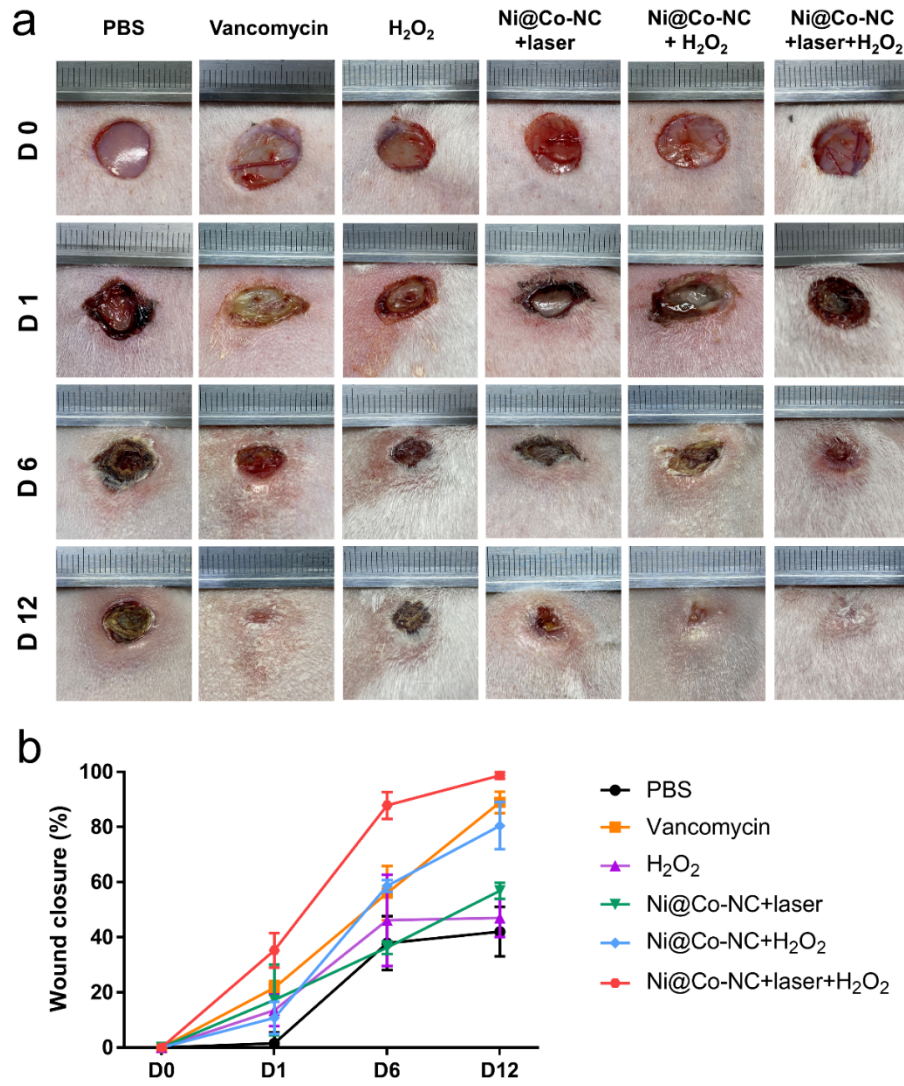 a
PBS
Vancomycin
H₂O₂
Ni@Co-NC
+laser
Ni@Co-NC
+ H₂O₂
Ni@Co-NC
+laser+H₂O₂
D 0
D 1
D 6
D 12
b
Wound closure (%)
100
80
60
40
20
0
D0
D1
D6
D12
PBS
Vancomycin
H₂O₂
Ni@Co-NC+laser
Ni@Co-NC+H₂O₂
Ni@Co-NC+laser+H₂O₂